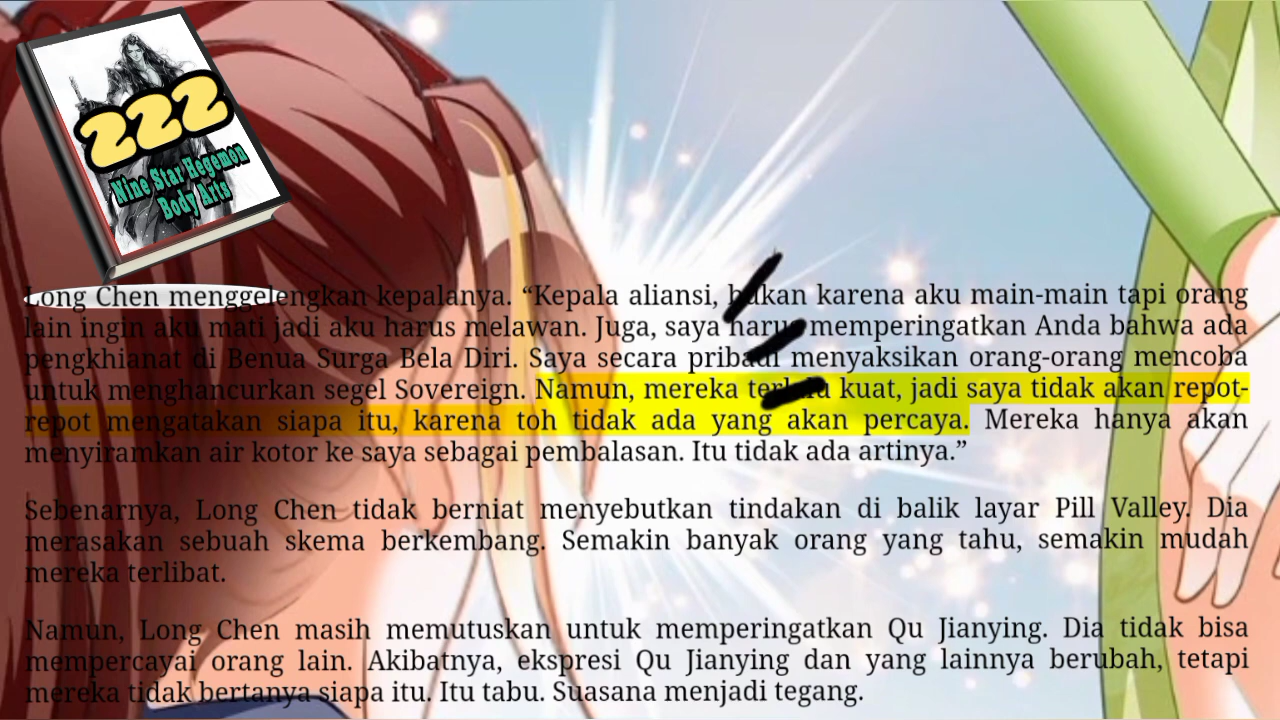 222
Nine Star Hegemon
Body Arts
Long Chen menggelengkan kepalanya. “Kepala aliansi, bukan karena aku main-main tapi orang
lain ingin aku mati jadi aku harus melawan. Juga, saya harus memperingatkan Anda bahwa ada
pengkhianat di Benua Surga Bela Diri. Saya secara pribadi menyaksikan orang-orang mencoba
untuk menghancurkan segel Sovereign. Namun, mereka terlalu kuat, jadi saya tidak akan repot-
repot mengatakan siapa itu, karena toh tidak ada yang akan percaya. Mereka hanya akan
menyiramkan air kotor ke saya sebagai pembalasan. Itu tidak ada artinya.”
Sebenarnya, Long Chen tidak berniat menyebutkan tindakan di balik layar Pill Valley. Dia
merasakan sebuah skema berkembang. Semakin banyak orang yang tahu, semakin mudah
mereka terlibat.
Namun, Long Chen masih memutuskan untuk memperingatkan Qu Jianying. Dia tidak bisa
mempercayai orang lain. Akibatnya, ekspresi Qu Jianying dan yang lainnya berubah, tetapi
mereka tidak bertanya siapa itu. Itu tabu. Suasana menjadi tegang.